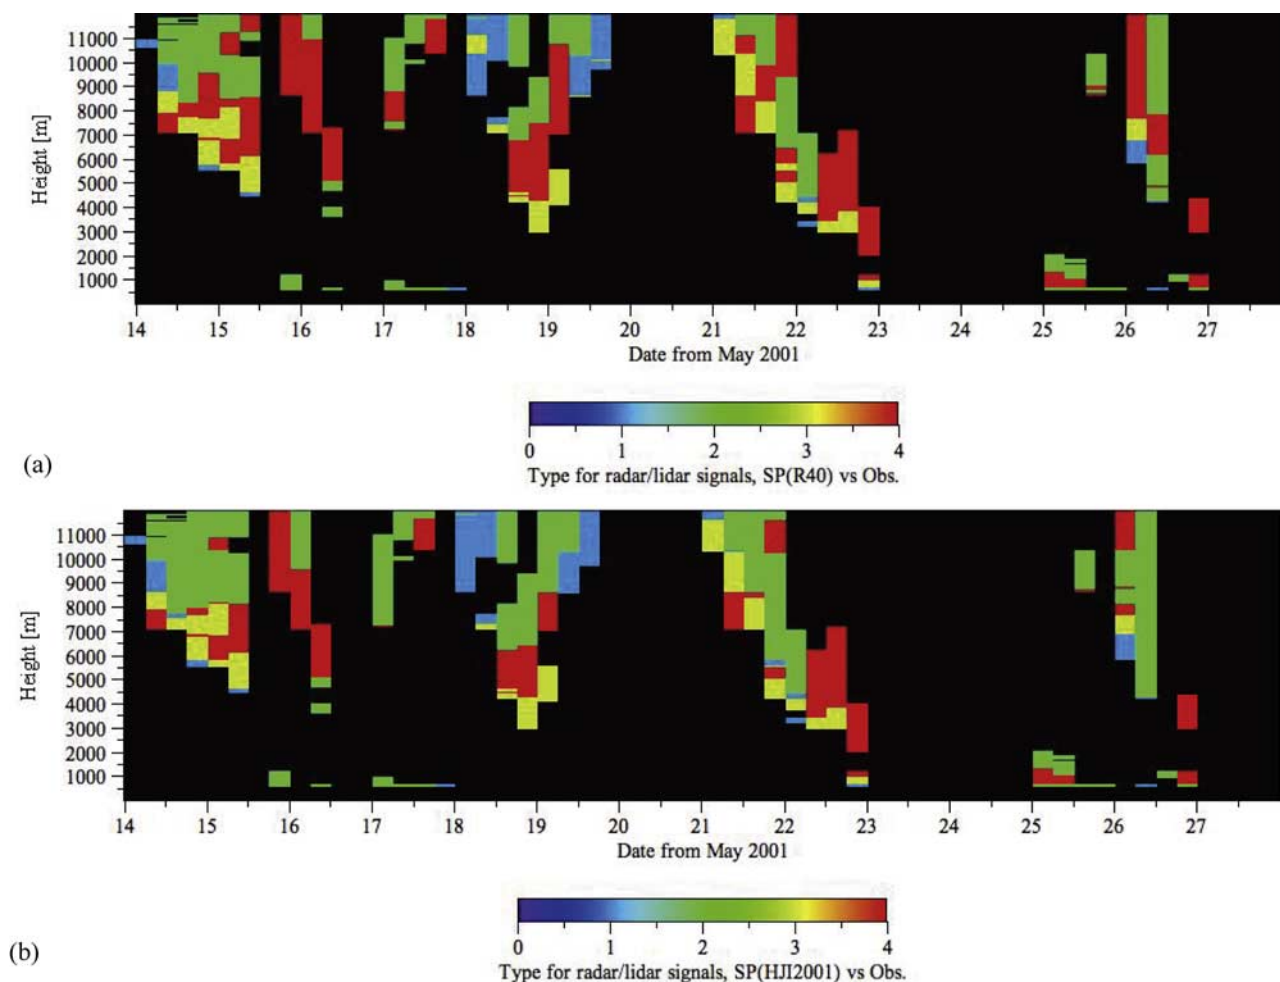 11000
10000
9000
8000
7000
6000
5000
4000
3000
2000
1000
Height [m]
14 15 16 17 18 19 20 21 22 23 24 25 26 27
Date from May 2001
0 1 2 3 4
Type for radar/lidar signals, SP(R40) vs Obs.
(a)
11000
10000
9000
8000
7000
6000
5000
4000
3000
2000
1000
Height [m]
14 15 16 17 18 19 20 21 22 23 24 25 26 27
Date from May 2001
0 1 2 3 4
Type for radar/lidar signals, SP(HJI2001) vs Obs.
(b)